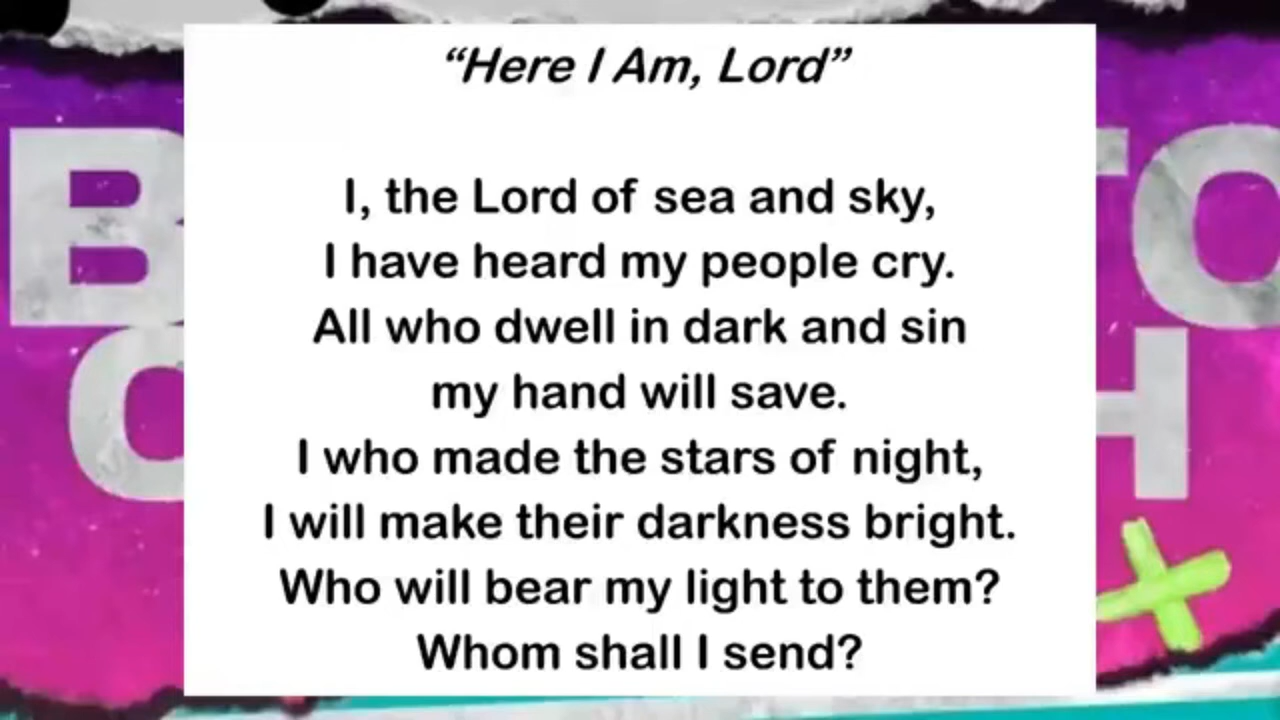 “Here I Am, Lord”
I, the Lord of sea and sky,
I have heard my people cry.
All who dwell in dark and sin
my hand will save.
I who made the stars of night,
I will make their darkness bright.
Who will bear my light to them?
Whom shall I send?